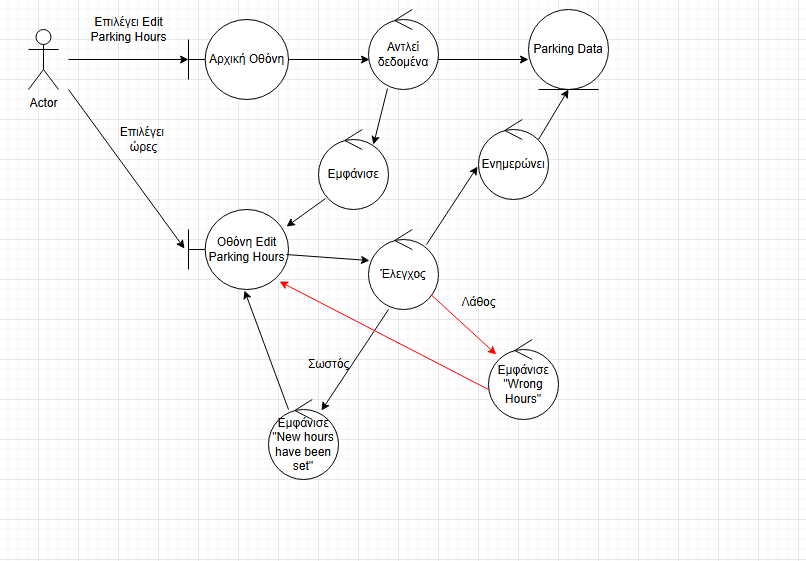 Επιλέγει Edit
Parking Hours
Actor
Αρχική Οθόνη
Αντλεί
δεδομένα
Parking Data
Επιλέγει
ώρες
Εμφάνισε
Ενημερώνει
Οθόνη Edit
Parking Hours
Έλεγχος
Λάθος
Σωστός
Εμφάνισε
"Wrong
Hours"
Εμφάνισε
"New hours
have been
set"